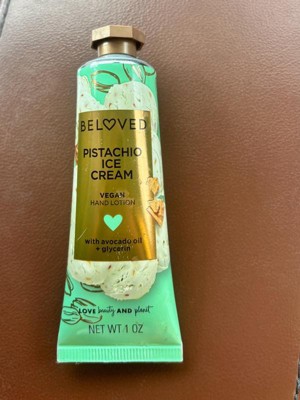 BELOVED
PISTACHIO
ICE
CREAM
VEGAN
HAND LOTION
with avocado oil
+ glycerin
LOVE beauty AND planet
NET WT 1 OZ